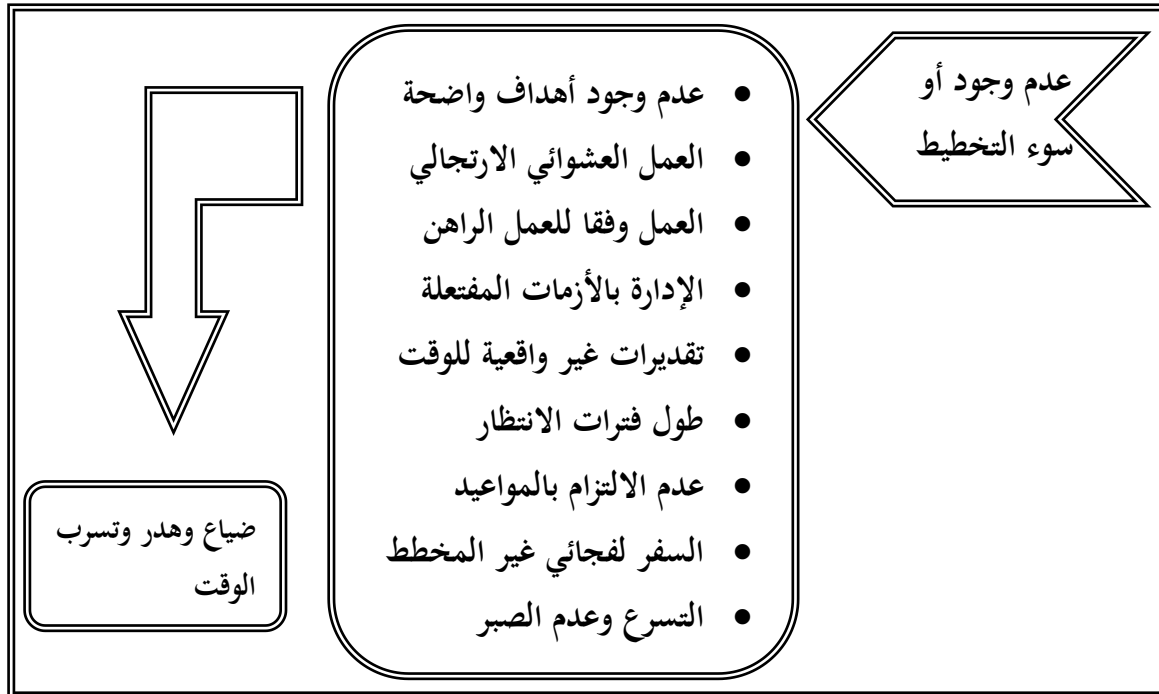 عدم وجود أو
سوء التخطيط
• عدم وجود أهداف واضحة
• العمل العشوائي الارتجالي
• العمل وفقا للعمل الراهن
• الإدارة بالأزمات المفتعلة
• تقديرات غير واقعية للوقت
• طول فترات الانتظار
• عدم الالتزام بالمواعيد
• السفر لفجائي غير المخطط
• التسرع وعدم الصبر
ضياع وهدر وتسرب
الوقت